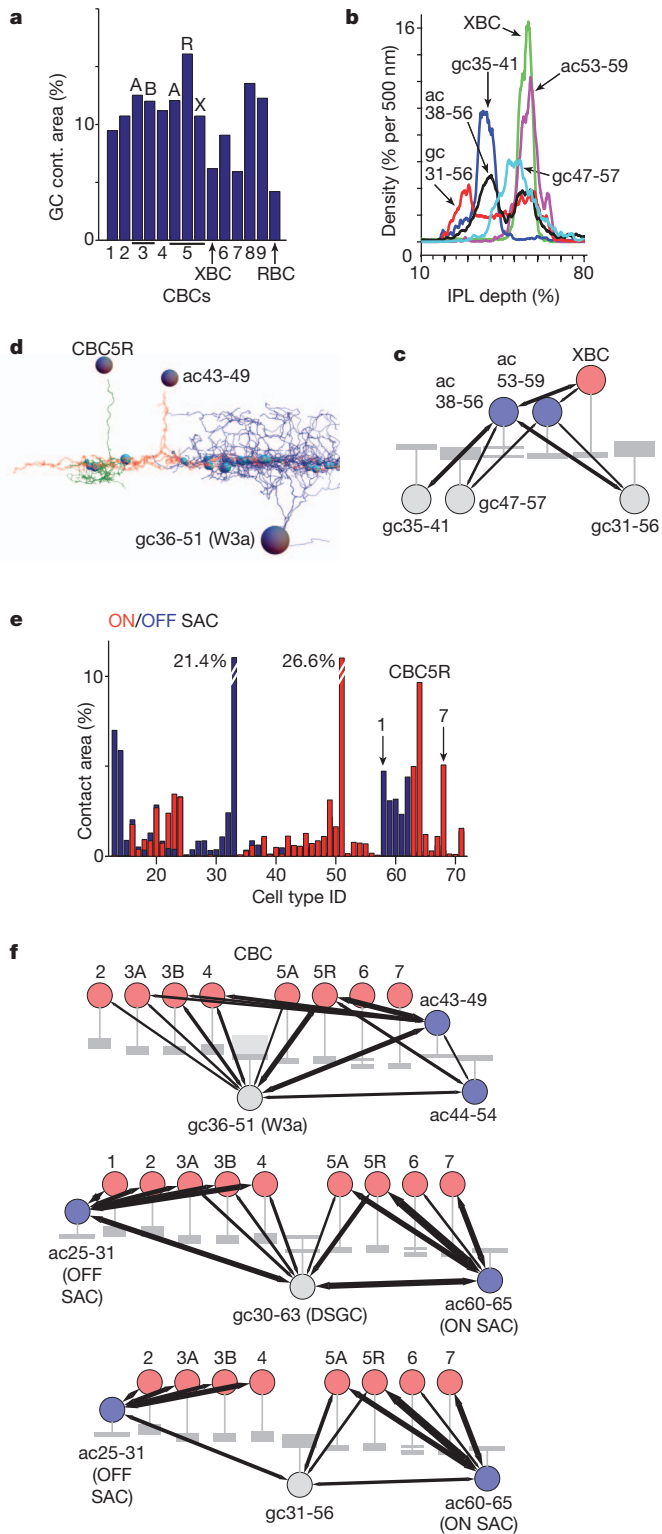 a
GC cont. area (%)
10
0
A
B
A
R
X
1 2 3 4 5 6 7 8 9
XBC
RBC
CBCs
b
Density (% per 500 nm)
16
0
XBC
gc35-41
ac53-59
ac
38-56
gc
31-56
gc47-57
10
80
IPL depth (%)
d
CBC5R
ac43-49
gc36-51 (W3a)
c
XBC
ac
53-59
ac
38-56
gc35-41
gc47-57
gc31-56
e
ON/OFF SAC
Contact area (%)
10
0
21.4%
26.6%
CBC5R
1
7
20 30 40 50 60 70
Cell type ID
f
CBC
2 3A 3B 4 5A 5R 6 7
ac43-49
gc36-51 (W3a)
ac44-54
1 2 3A 3B 4 5A 5R 6 7
ac25-31
(OFF
SAC)
gc30-63 (DSGC)
ac60-65
(ON SAC)
2 3A 3B 4 5A 5R 6 7
ac25-31
(OFF
SAC)
gc31-56
ac60-65
(ON SAC)